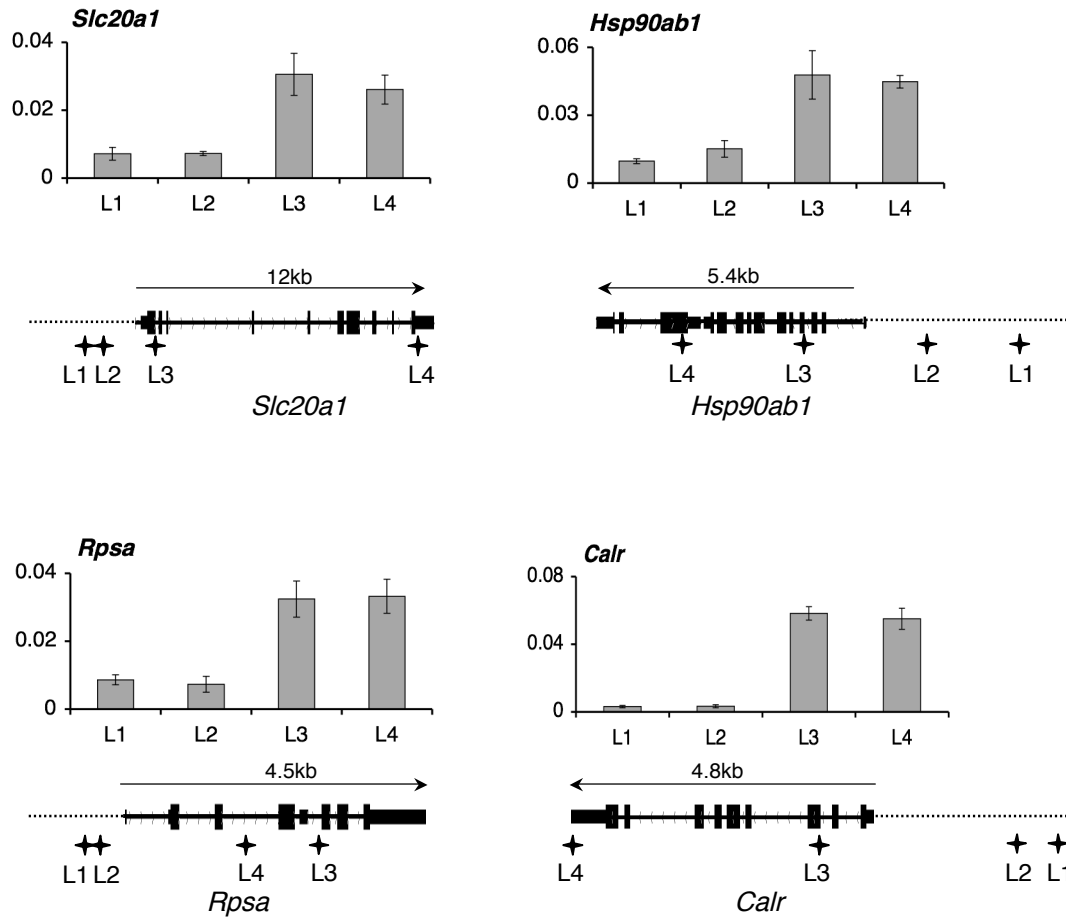 Slc20a1
0.04
0.02
0
L1 L2 L3 L4
12kb
L1 L2 L3 L4
Slc20a1
Hsp90ab1
0.06
0.03
0
L1 L2 L3 L4
5.4kb
L4 L3 L2 L1
Hsp90ab1
Rpsa
0.04
0.02
0
L1 L2 L3 L4
4.5kb
L1 L2 L4 L3
Rpsa
Calr
0.08
0.04
0
L1 L2 L3 L4
4.8kb
L4 L3 L2 L1
Calr